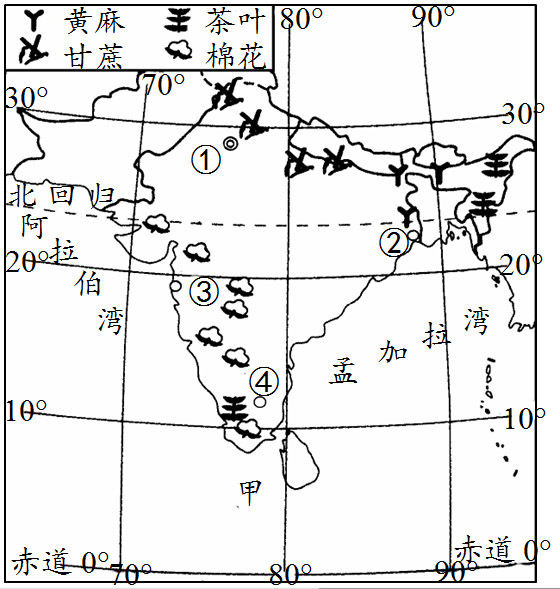 黄麻 茶叶
甘蔗 棉花
80° 90°
70°
30° 30°
①
北回归
②
阿拉伯湾
20° 20°
③
孟加拉湾
④
10° 10°
甲
赤道 0° 赤道 0°
70° 80° 90°